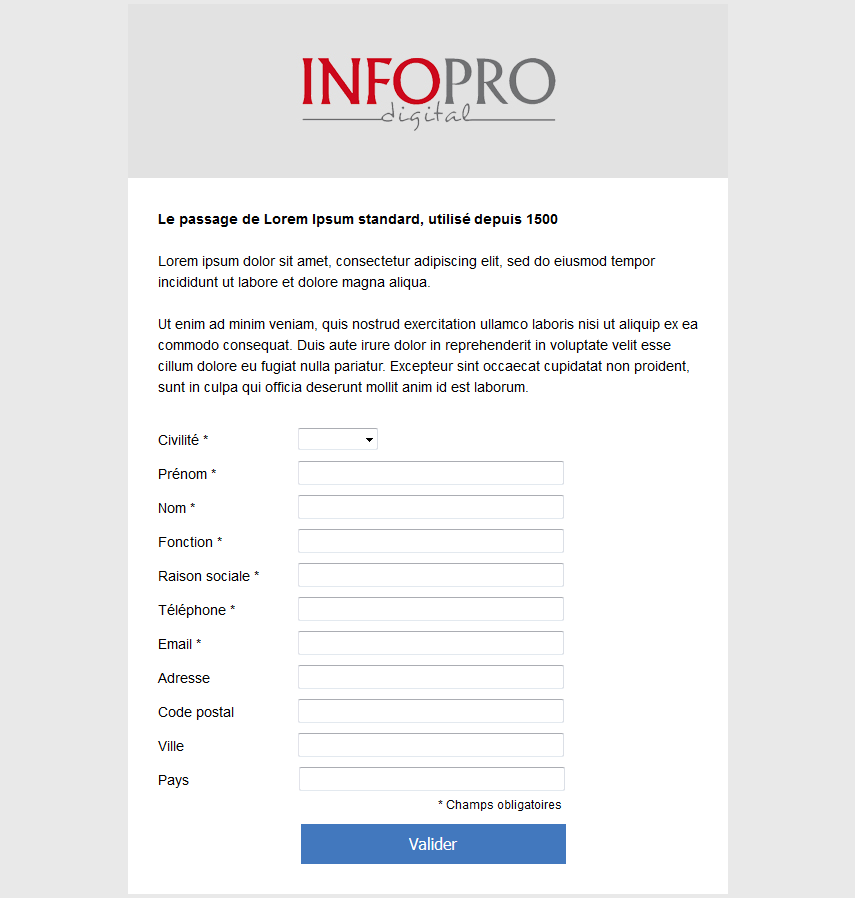 INFOPRO
digital
Le passage de Lorem Ipsum standard, utilisé depuis 1500
Lorem ipsum dolor sit amet, consectetur adipiscing elit, sed do eiusmod tempor
incididunt ut labore et dolore magna aliqua.
Ut enim ad minim veniam, quis nostrud exercitation ullamco laboris nisi ut aliquip ex ea
commodo consequat. Duis aute irure dolor in reprehenderit in voluptate velit esse
cillum dolore eu fugiat nulla pariatur. Excepteur sint occaecat cupidatat non proident,
sunt in culpa qui officia deserunt mollit anim id est laborum.
Civilité *
Prénom *
Nom *
Fonction *
Raison sociale *
Téléphone *
Email *
Adresse
Code postal
Ville
Pays
* Champs obligatoires
Valider